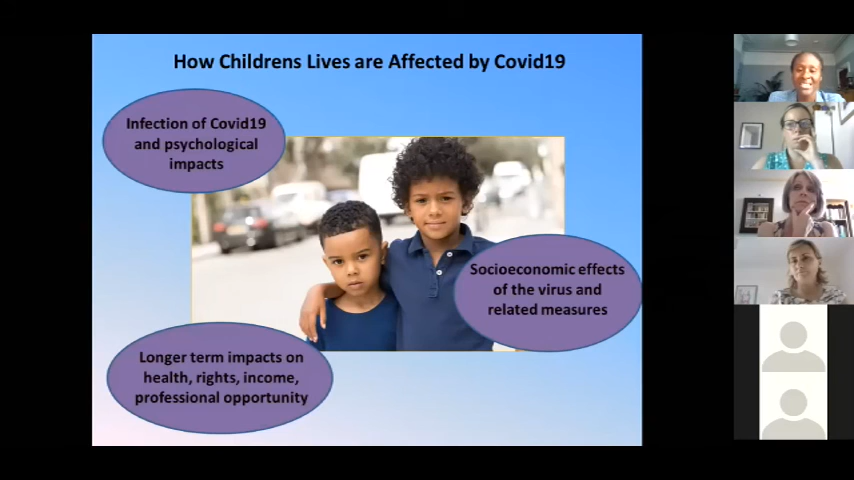 How Childrens Lives are Affected by Covid19
Infection of Covid19
and psychological
impacts
Socioeconomic effects
of the virus and
related measures
Longer term impacts on
health, rights, income,
professional opportunity